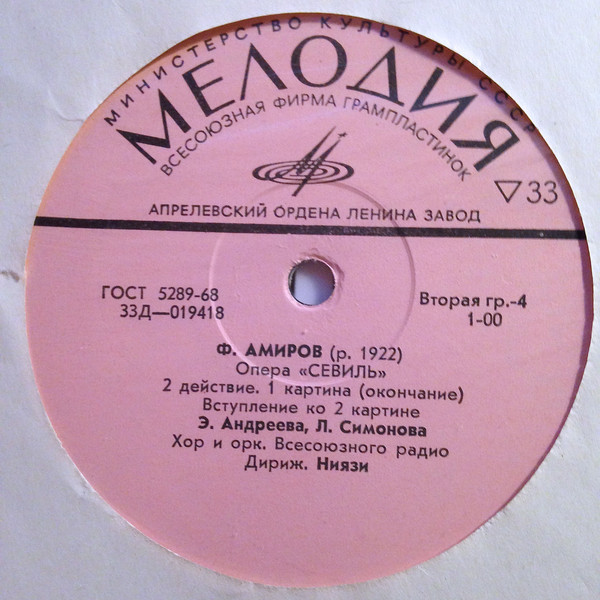 МИНИСТЕРСТВО КУЛЬТУРЫ СССР
МЕЛОДИЯ
ВСЕСОЮЗНАЯ ФИРМА ГРАМПЛАСТИНОК
▽33
АПРЕЛЕВСКИЙ ОРДЕНА ЛЕНИНА ЗАВОД
ГОСТ 5289-68
33Д—019418
Вторая гр.-4
1-00
Ф. АМИРОВ (р. 1922)
Опера «СЕВИЛЬ»
2 действие. 1 картина (окончание)
Вступление ко 2 картине
Э. Андреева, Л. Симонова
Хор и орк. Всесоюзного радио
Дириж. Ниязи